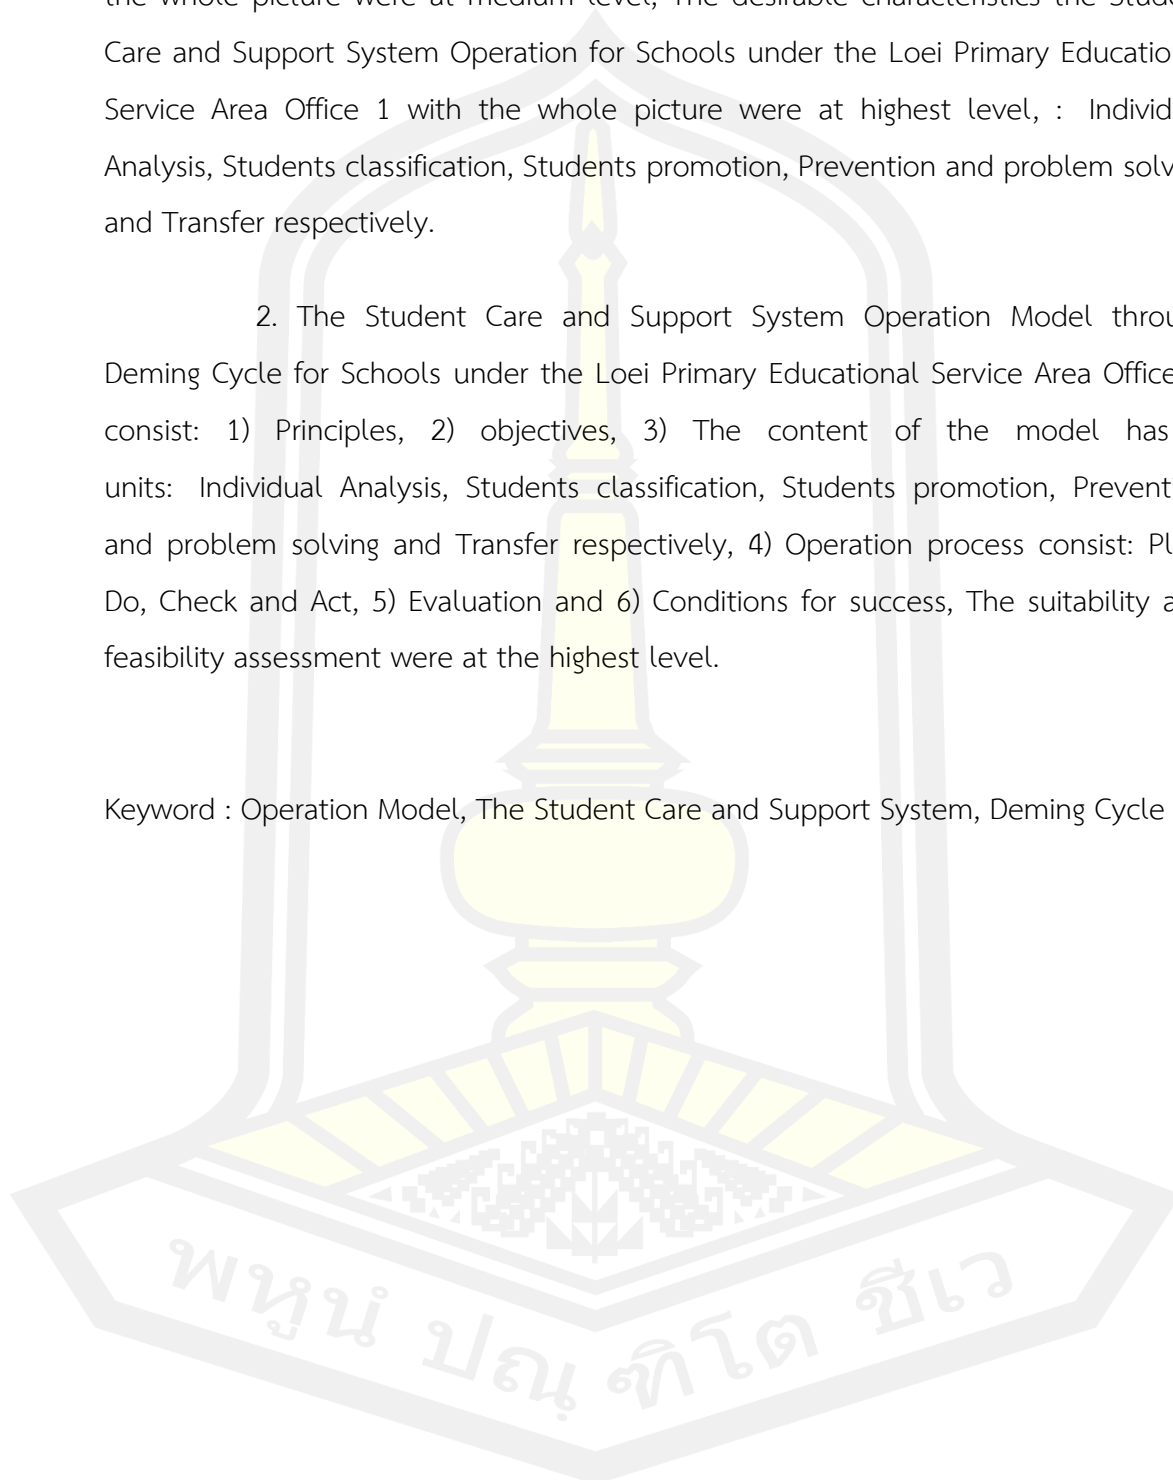 the whole picture were at medium level, The desirable characteristics the Stude
Care and Support System Operation for Schools under the Loei Primary Educatio
Service Area Office 1 with the whole picture were at highest level, : Individ
Analysis, Students classification, Students promotion, Prevention and problem solv
and Transfer respectively.
2. The Student Care and Support System Operation Model throu
Deming Cycle for Schools under the Loei Primary Educational Service Area Office
consist: 1) Principles, 2) objectives, 3) The content of the model has
units: Individual Analysis, Students classification, Students promotion, Prevent
and problem solving and Transfer respectively, 4) Operation process consist: Pl
Do, Check and Act, 5) Evaluation and 6) Conditions for success, The suitability a
feasibility assessment were at the highest level.
Keyword : Operation Model, The Student Care and Support System, Deming Cycle
พหูนํ ปณฺฑิโต ชีเว